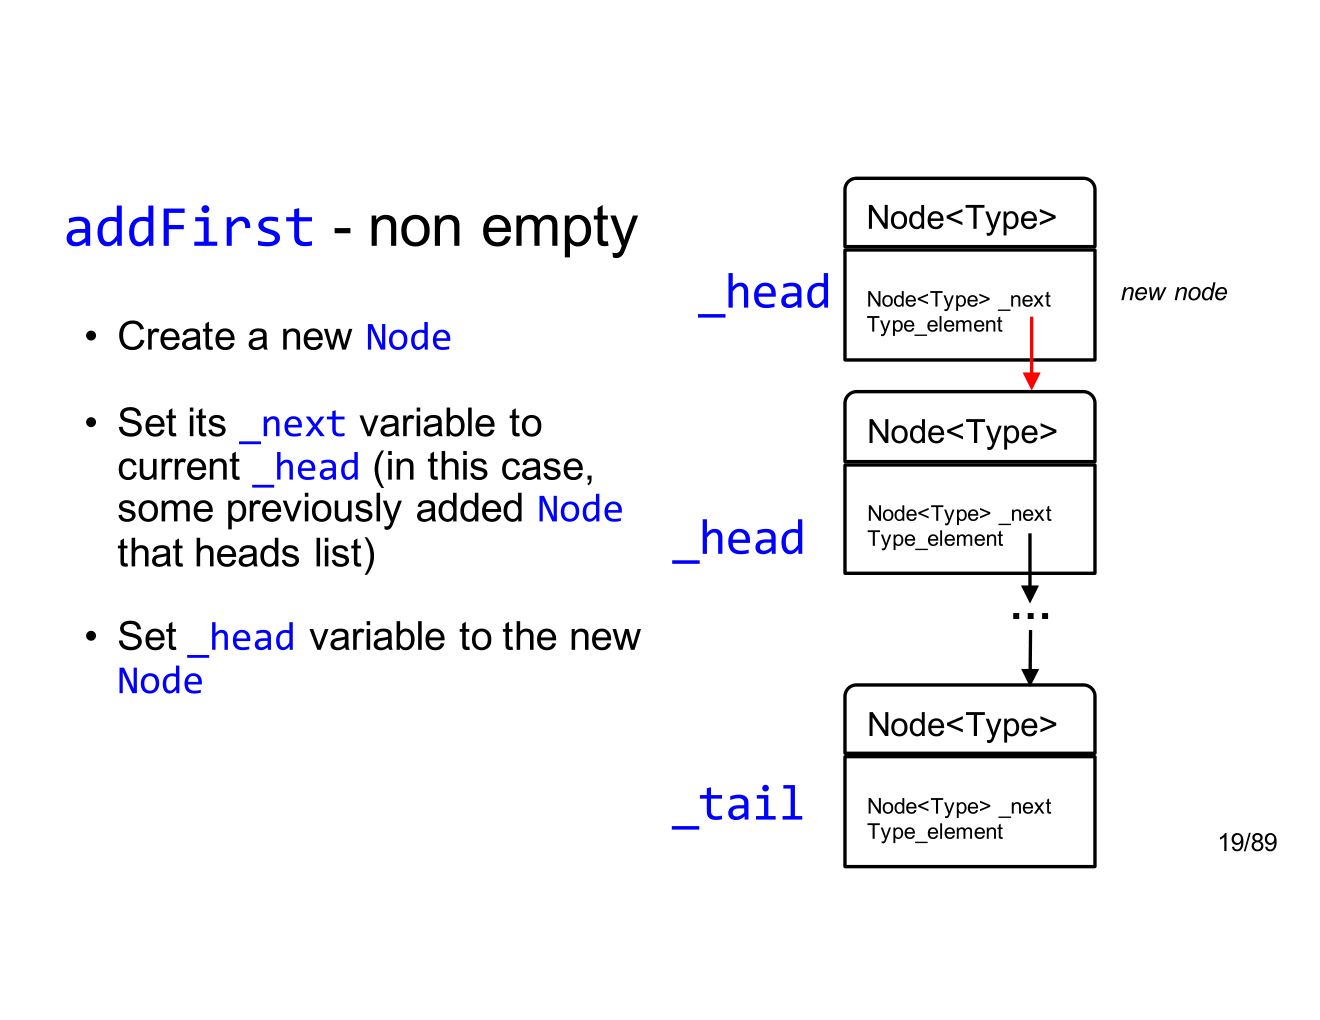 addFirst - non empty
• Create a new Node
• Set its _next variable to
current _head (in this case,
some previously added Node
that heads list)
• Set _head variable to the new
Node
Node<Type>
_head
Node<Type> _next
Type_element
new node
Node<Type>
_head
Node<Type> _next
Type_element
...
Node<Type>
_tail
Node<Type> _next
Type_element
19/89